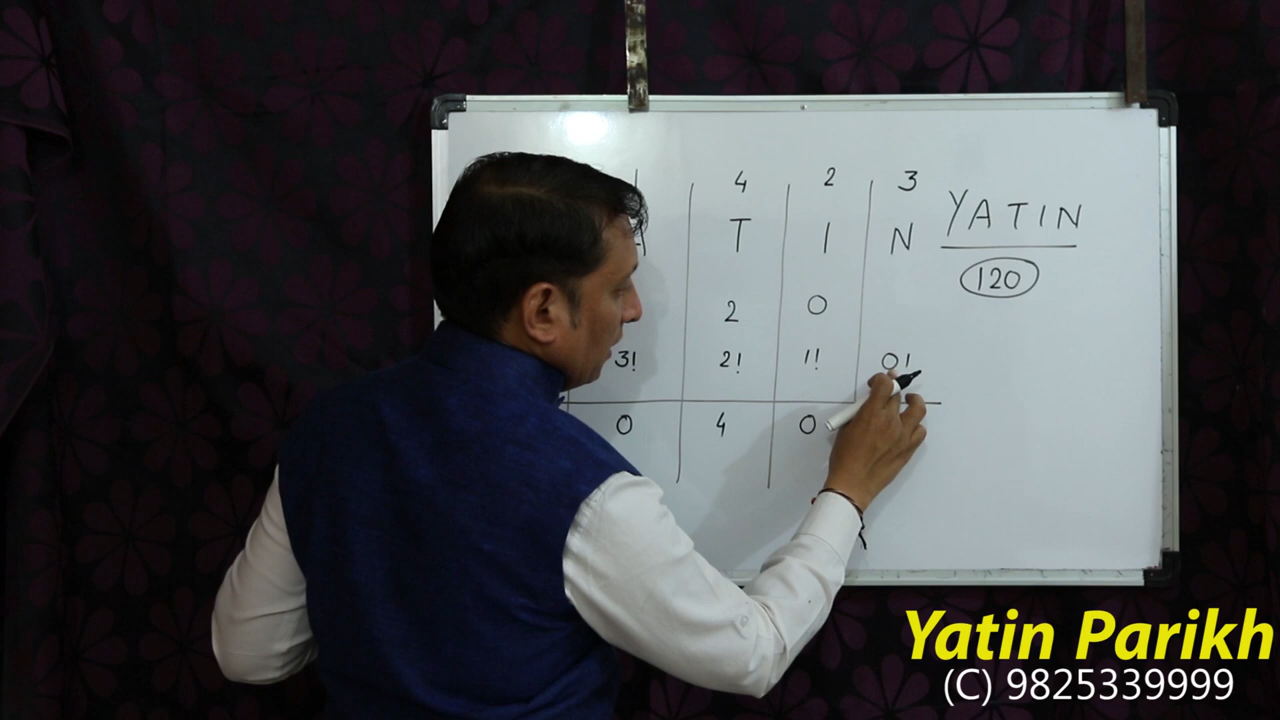 4 2 3
T I N
YATIN
120
2 0
3! 2! 1! 0!
0 4 0
Yatin Parikh
(C) 9825339999